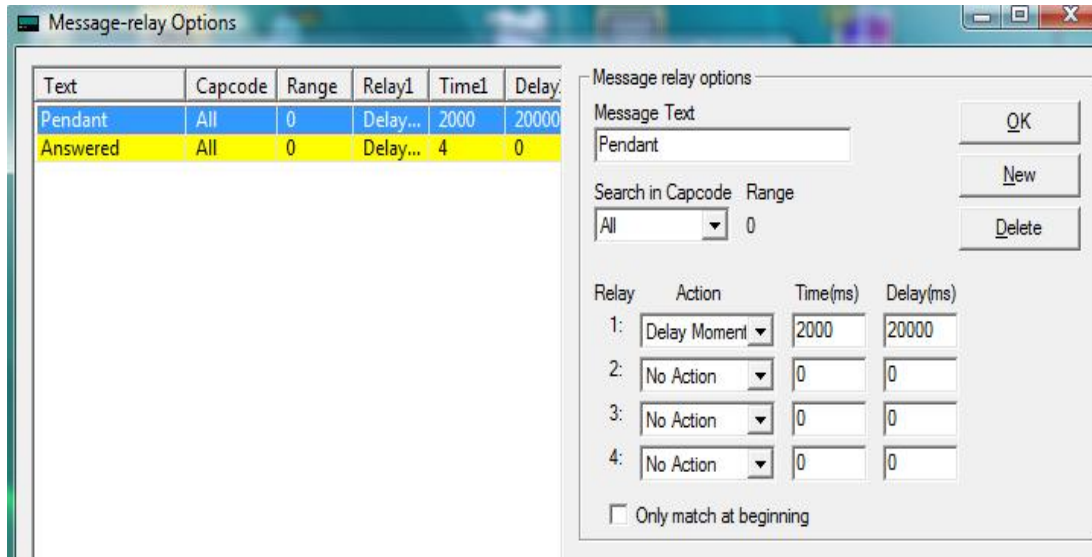 Message-relay Options
Text Capcode Range Relay1 Time1 Delay
Pendant All 0 Delay... 2000 20000
Answered All 0 Delay... 4 0
Message relay options
Message Text
Pendant
OK
New
Delete
Search in Capcode Range
All 0
Relay Action Time(ms) Delay(ms)
1: Delay Moment 2000 20000
2: No Action 0 0
3: No Action 0 0
4: No Action 0 0
Only match at beginning